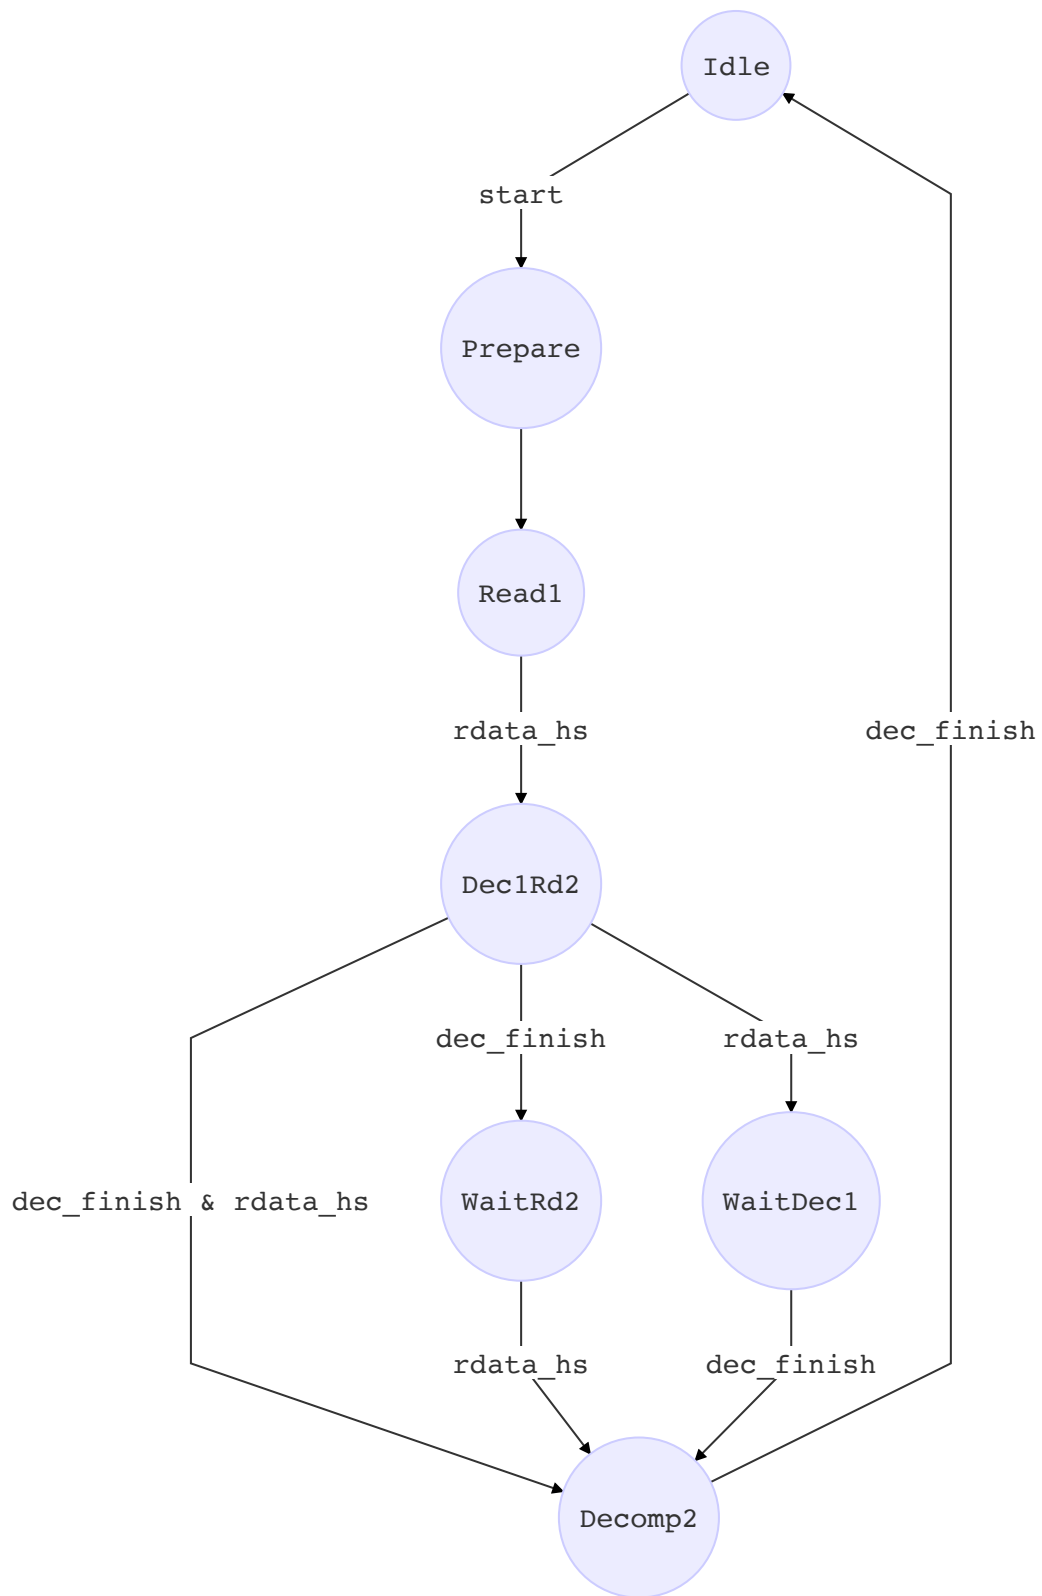 Idle
start
Prepare
Read1
rdata_hs
dec_finish
Dec1Rd2
dec_finish
rdata_hs
dec_finish & rdata_hs
WaitRd2
WaitDec1
rdata_hs
dec_finish
Decomp2